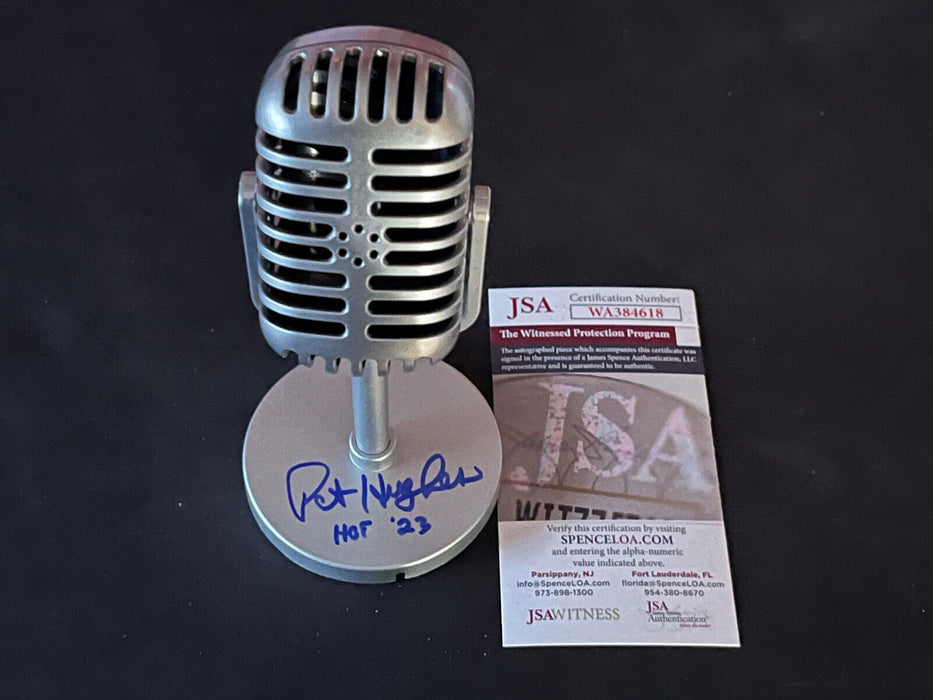 Pat Hughes
HOF '23
JSA
Certification Number:
WA384618
The Witnessed Protection Program
The autographed piece which accompanies this certificate was
signed in the presence of a James Spence Authentication, LLC
representative and is guaranteed to be authentic.
JSA
Verify this certification by visiting
SPENCELOA.COM
and entering the alpha-numeric
value indicated above.
Parsippany, NJ
info@SpenceLOA.com
973-898-1300
Fort Lauderdale, FL
florida@SpenceLOA.com
954-380-8670
JSAWITNESS
JSA
Authentication